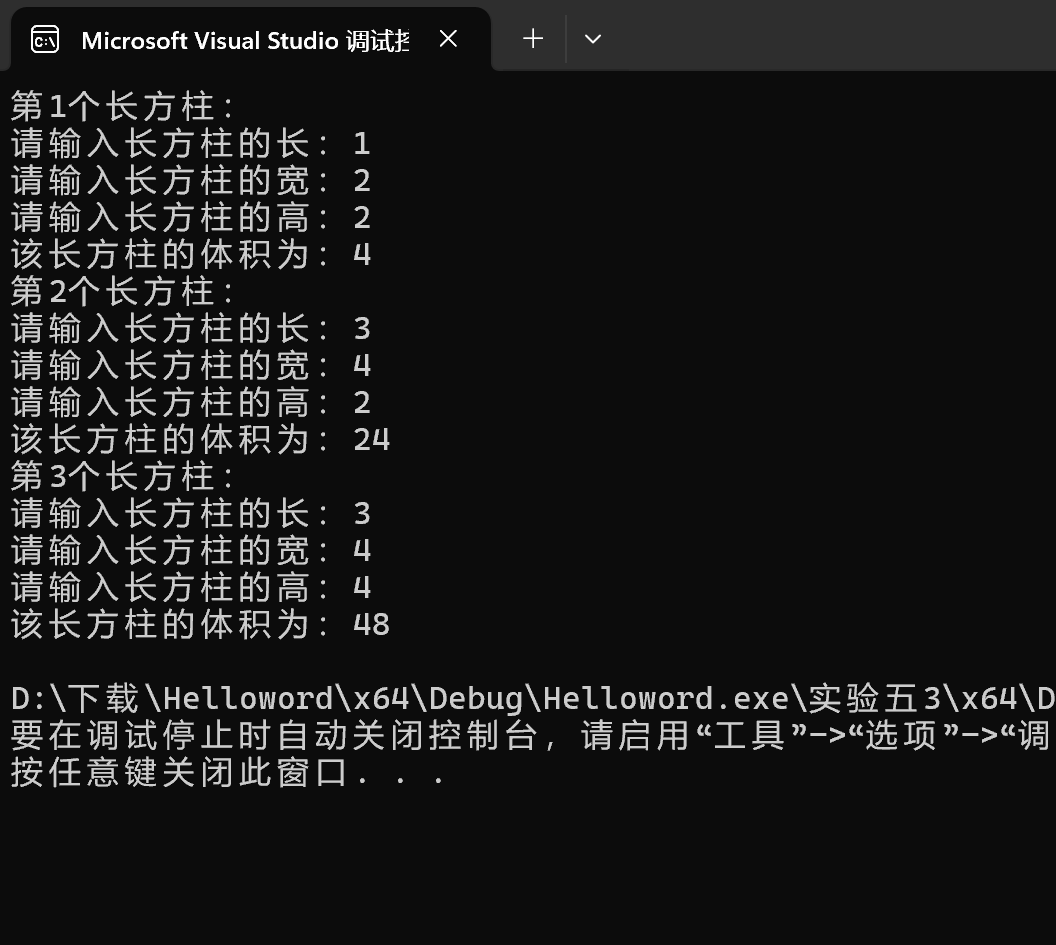 Microsoft Visual Studio 调试
第1个长方柱：
请输入长方柱的长：1
请输入长方柱的宽：2
请输入长方柱的高：2
该长方柱的体积为：4
第2个长方柱：
请输入长方柱的长：3
请输入长方柱的宽：4
请输入长方柱的高：2
该长方柱的体积为：24
第3个长方柱：
请输入长方柱的长：3
请输入长方柱的宽：4
请输入长方柱的高：4
该长方柱的体积为：48
D:\下载\Helloword\x64\Debug\Helloword.exe\实验五3\x64\D
要在调试停止时自动关闭控制台，请启用“工具”->“选项”->“调
按任意键关闭此窗口. . .